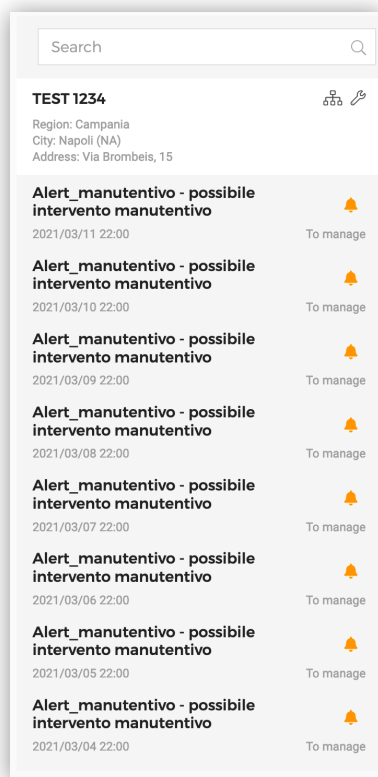 Search
TEST 1234
Region: Campania
City: Napoli (NA)
Address: Via Brombeis, 15
Alert_manutentivo - possibile
intervento manutentivo
2021/03/11 22:00 To manage
Alert_manutentivo - possibile
intervento manutentivo
2021/03/10 22:00 To manage
Alert_manutentivo - possibile
intervento manutentivo
2021/03/09 22:00 To manage
Alert_manutentivo - possibile
intervento manutentivo
2021/03/08 22:00 To manage
Alert_manutentivo - possibile
intervento manutentivo
2021/03/07 22:00 To manage
Alert_manutentivo - possibile
intervento manutentivo
2021/03/06 22:00 To manage
Alert_manutentivo - possibile
intervento manutentivo
2021/03/05 22:00 To manage
Alert_manutentivo - possibile
intervento manutentivo
2021/03/04 22:00 To manage